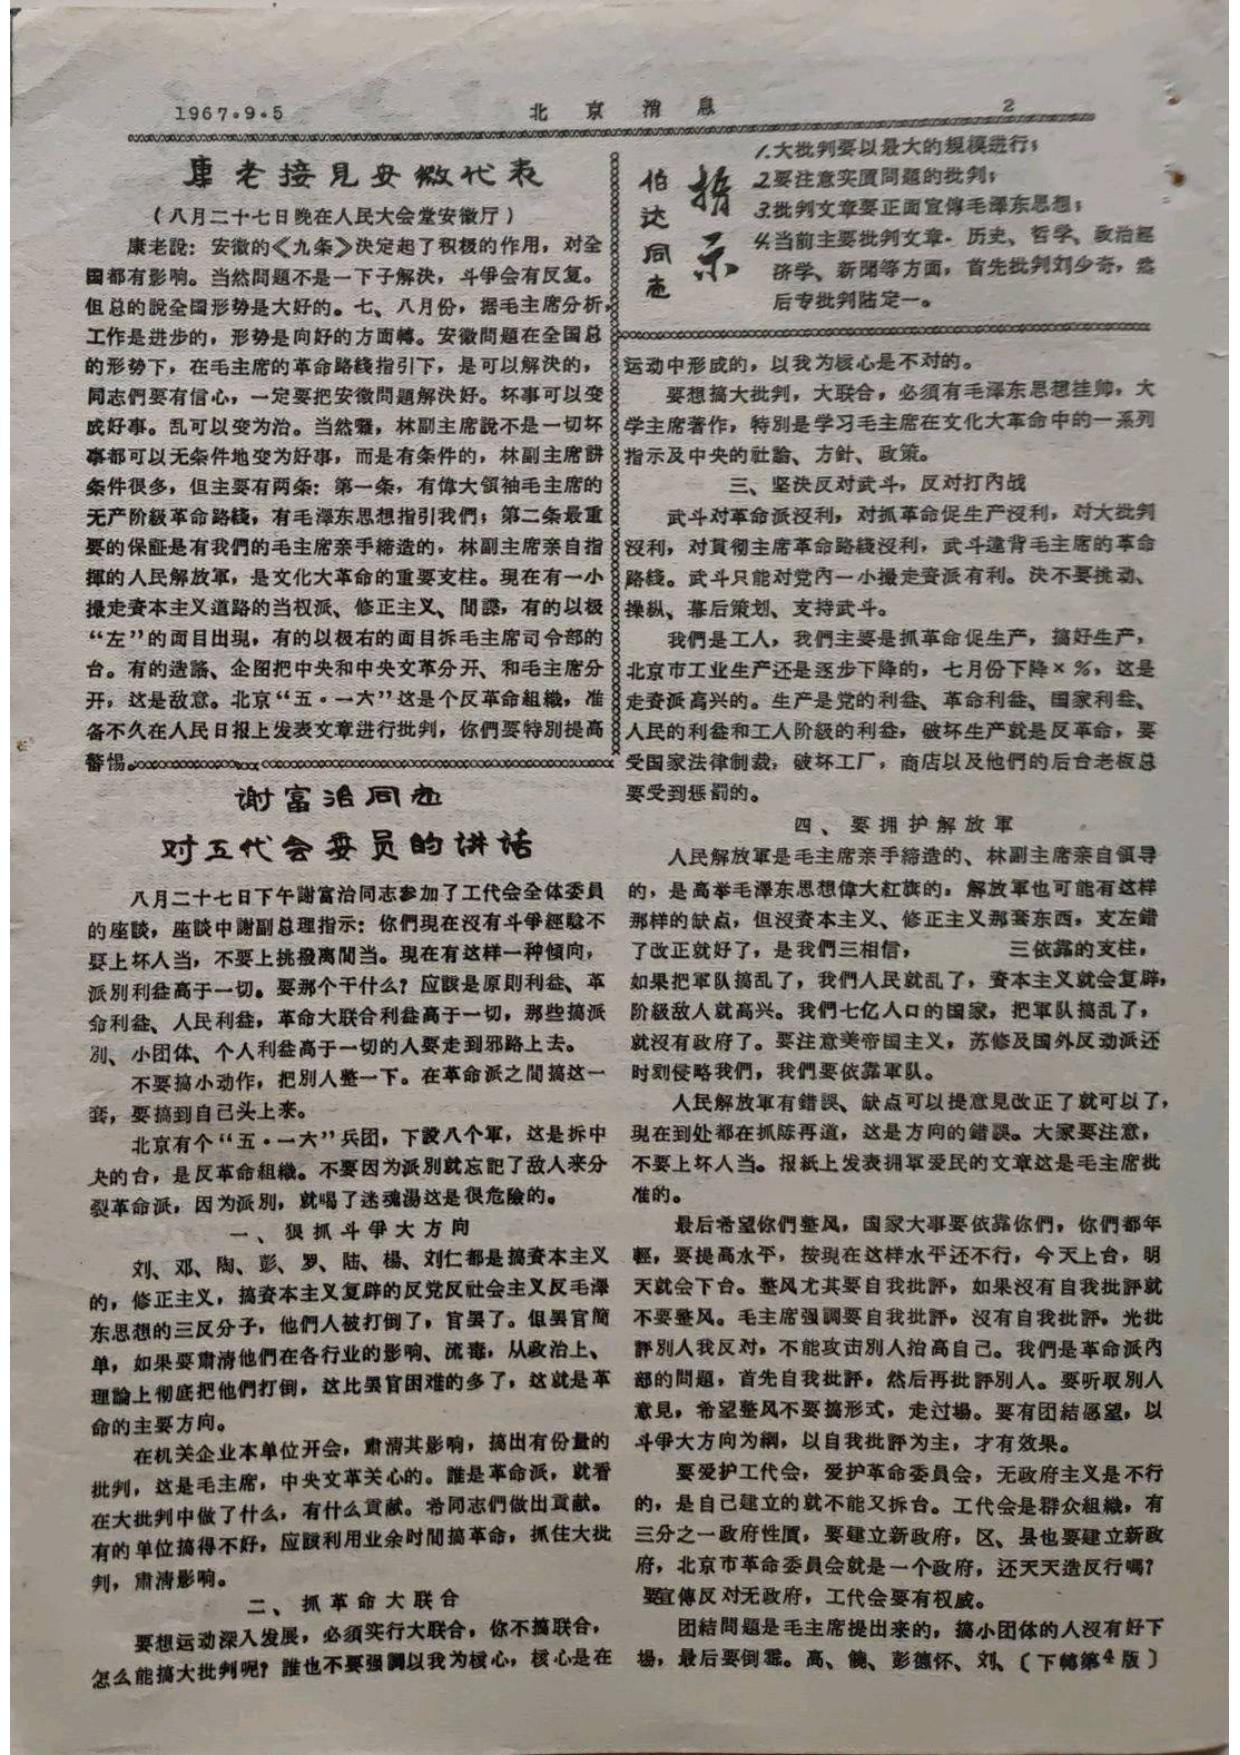 1967.9.5
北京消息
2
康老接見安徽代表
(八月二十七日晚在人民大会堂安徽厅)
康老說：安徽的《九条》决定起了积极的作用，对全
国都有影响。当然問題不是一下子解决，斗爭会有反复。
但总的說全国形势是大好的。七、八月份，据毛主席分析，
工作是进步的，形势是向好的方面轉。安徽問題在全国总
的形势下，在毛主席的革命路綫指引下，是可以解决的，
同志們要有信心，一定要把安徽問題解決好。坏事可以变
成好事。乱可以变为治。当然囉，林副主席說不是一切坏
事都可以无条件地变为好事，而是有条件的，林副主席讲
条件很多，但主要有两条：第一条，有偉大領袖毛主席的
无产阶級革命路綫，有毛澤东思想指引我們；第二条最重
要的保証是有我們的毛主席亲手締造的，林副主席亲自指
揮的人民解放軍，是文化大革命的重要支柱。現在有一小
撮走資本主义道路的当权派、修正主义、間諜，有的以极
“左”的面目出現，有的以极右的面目拆毛主席司令部的
台。有的造謠、企图把中央和中央文革分开、和毛主席分
开，这是敌意。北京“五·一六”这是个反革命組織，准
备不久在人民日报上发表文章进行批判，你們要特別提高
警惕。
伯达同志
指示
1.大批判要以最大的規模进行；
2.要注意实质問題的批判；
3.批判文章要正面宣傳毛澤东思想；
4.当前主要批判文章·历史、哲学、政治經
济学、新聞等方面，首先批判刘少奇，然
后专批判陆定一。
谢富治同志
对工代会委员的讲话
八月二十七日下午謝富治同志参加了工代会全体委員
的座談，座談中謝副总理指示：你們現在沒有斗爭經驗不
要上坏人当，不要上挑撥离間当。現在有这样一种傾向，
派別利益高于一切。要那个干什么？应該是原則利益、革
命利益、人民利益，革命大联合利益高于一切，那些搞派
別、小团体、个人利益高于一切的人要走到邪路上去。
不要搞小动作，把別人整一下。在革命派之間搞这一
套，要搞到自己头上来。
北京有个“五·一六”兵团，下設八个軍，这是拆中
央的台，是反革命組織。不要因为派別就忘記了敌人来分
裂革命派，因为派別，就喝了迷魂湯这是很危險的。
一、狠抓斗爭大方向
刘、邓、陶、彭、罗、陆、楊、刘仁都是搞資本主义
的，修正主义，搞資本主义复辟的反党反社会主义反毛澤
东思想的三反分子，他們人被打倒了，官罢了。但罢官簡
单，如果要肅清他們在各行业的影响、流毒，从政治上、
理論上彻底把他們打倒，这比罢官困难的多了，这就是革
命的主要方向。
在机关企业本单位开会，肅清其影响，搞出有份量的
批判，这是毛主席，中央文革关心的。誰是革命派，就看
在大批判中做了什么，有什么貢献。希同志們做出貢献。
有的单位搞得不好，应該利用业余时間搞革命，抓住大批
判，肅清影响。
二、抓革命大联合
要想运动深入发展，必須实行大联合，你不搞联合，
怎么能搞大批判呢？誰也不要强調以我为核心，核心是在
运动中形成的，以我为核心是不对的。
要想搞大批判，大联合，必須有毛澤东思想挂帅，大
学主席著作，特別是学习毛主席在文化大革命中的一系列
指示及中央的社論、方針、政策。
三、坚决反对武斗，反对打內战
武斗对革命派沒利，对抓革命促生产沒利，对大批判
沒利，对貫彻主席革命路綫沒利，武斗違背毛主席的革命
路綫。武斗只能对党內一小撮走資派有利。决不要挑动、
操纵、幕后策划、支持武斗。
我們是工人，我們主要是抓革命促生产，搞好生产，
北京市工业生产还是逐步下降的，七月份下降×%，这是
走資派高兴的。生产是党的利益、革命利益、国家利益、
人民的利益和工人阶級的利益，破坏生产就是反革命，要
受国家法律制裁，破坏工厂，商店以及他們的后台老板总
要受到惩罰的。
四、要拥护解放軍
人民解放軍是毛主席亲手締造的、林副主席亲自領导
的，是高举毛澤东思想偉大紅旗的。解放軍也可能有这样
那样的缺点，但沒資本主义、修正主义那套东西，支左錯
了改正就好了，是我們三相信， 三依靠的支柱，
如果把軍队搞乱了，我們人民就乱了，資本主义就会复辟，
阶級敌人就高兴。我們七亿人口的国家，把軍队搞乱了，
就沒有政府了。要注意美帝国主义，苏修及国外反动派还
时刻侵略我們，我們要依靠軍队。
人民解放軍有錯誤、缺点可以提意見改正了就可以了，
現在到处都在抓陈再道，这是方向的錯誤。大家要注意，
不要上坏人当。报紙上发表拥軍爱民的文章这是毛主席批
准的。
最后希望你們整风，国家大事要依靠你們，你們都年
輕，要提高水平，按現在这样水平还不行，今天上台，明
天就会下台。整风尤其要自我批評，如果沒有自我批評就
不要整风。毛主席强調要自我批評，沒有自我批評，光批
評別人我反对，不能攻击別人抬高自己。我們是革命派內
部的問題，首先自我批評，然后再批評別人。要听取別人
意見，希望整风不要搞形式，走过場。要有团結愿望，以
斗爭大方向为綱，以自我批評为主，才有效果。
要爱护工代会，爱护革命委員会，无政府主义是不行
的，是自己建立的就不能又拆台。工代会是群众組織，有
三分之一政府性质，要建立新政府，区、县也要建立新政
府，北京市革命委員会就是一个政府，还天天造反行嗎？
要宣傳反对无政府，工代会要有权威。
团結問題是毛主席提出来的，搞小团体的人沒有好下
場，最后要倒霉。高、饒、彭德怀、刘、(下轉第4版)